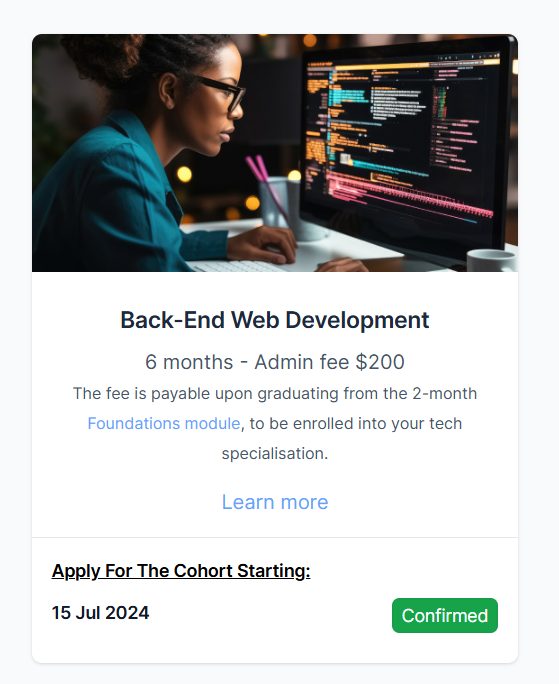 Back-End Web Development
6 months - Admin fee $200
The fee is payable upon graduating from the 2-month
Foundations module, to be enrolled into your tech
specialisation.
Learn more
Apply For The Cohort Starting:
15 Jul 2024
Confirmed